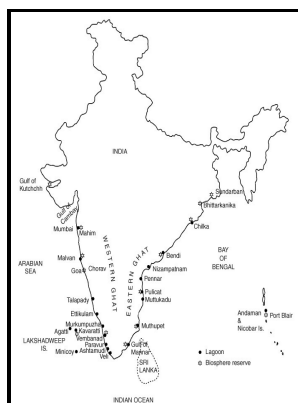 INDIA
Gulf of
Kutchchh
Gulf of
Cambay
Mumbai
Mahim
ARABIAN
SEA
Malvan
Goa
Chorav
WESTERN GHAT
EASTERN GHAT
Talapady
Ettikulam
Murkumpuzha
Kavaratti
Agatti
Vembanad
LAKSHADWEEP
IS.
Paravur
Minicoy
Ashtamudi
Veli
Sundarban
Bhittarkanika
Chilka
BAY
OF
BENGAL
Bendi
Nizampatnam
Pennar
Pulicat
Muttukadu
Muthupet
Gulf of
Mannar
SRI
LANKA
Andaman
&
Nicobar Is.
Port Blair
Lagoon
Biosphere reserve
INDIAN OCEAN